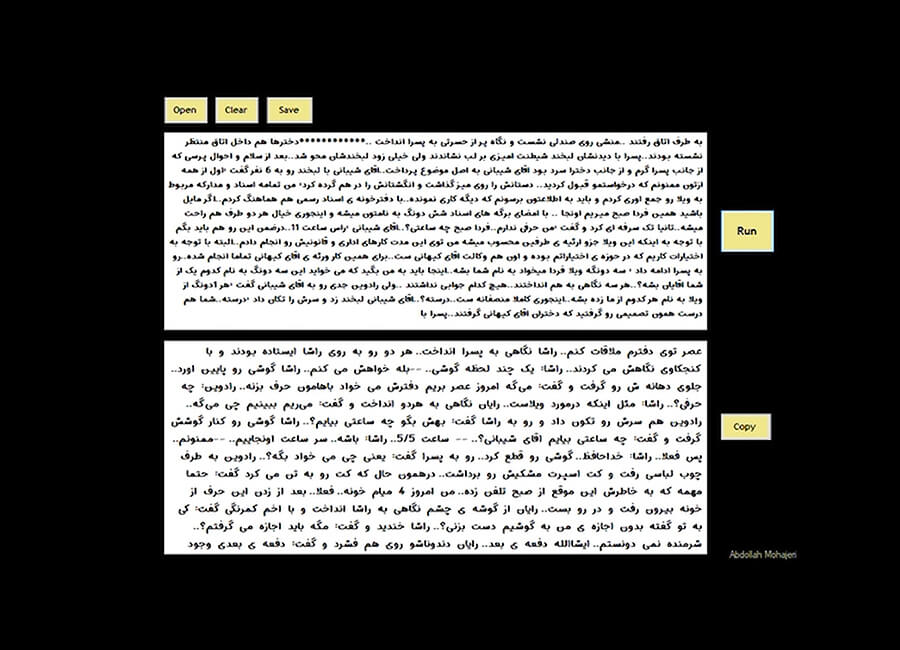 Open Clear Save
به طرف اتاق رفتند ..منشی روی صندلی نشست و نگاه پر از حسرتی به پسرا انداخت ..************دخترها هم داخل اتاق منتظر
نشسته بودند..پسرا با دیدنشان لبخند شیطنت امیزی بر لب نشاندند ولی خیلی زود لبخندشان محو شد..بعد از سلام و احوال پرسی که
از جانب پسرا گرم و از جانب دخترا سرد بود اقای شیبانی به اصل موضوع پرداخت..اقای شیبانی با لبخند رو به 6 نفر گفت ؛اول از همه
ازتون ممنونم که درخواستمو قبول کردید.. دستانش را روی میز گذاشت و انگشتانش را در هم گره کرد؛ من تمامه اسناد و مدارکه مربوط
به ویلا رو جمع اوری کردم و باید به اطلاعتون برسونم که دیگه کاری نمونده..با دفترخونه ی اسناد رسمی هم هماهنگ کردم..اگر مایل
باشید همین فردا صبح میریم اونجا .. با امضای برگه های اسناد شش دونگ به نامتون میشه و اینجوری خیال هر دو طرف هم راحت
میشه..تانیا تک سرفه ای کرد و گفت ؛من حرفی ندارم..فردا صبح چه ساعتی؟..اقای شیبانی ؛راس ساعت 11..درضمن این رو هم باید بگم
با توجه به اینکه این ویلا جزو ارثیه ی طرفین محسوب میشه من توی این مدت کارهای اداری و قانونیش رو انجام دادم..البته با توجه به
اختیارات کاریم که در حوزه ی اختیاراتم بوده و اون هم وکالت اقای کیهانی ست..برای همین کار ورثه ی اقای کیهانی تماما انجام شده..رو
به پسرا ادامه داد ؛ سه دونگه ویلا فردا میخواد به نام شما بشه..اینجا باید به من بگید که می خواید این سه دونگ به نام کدوم یک از
شما اقایان بشه؟..هر سه نگاهی به هم انداختند..هیچ کدام جوابی نداشتند ..ولی رادوین جدی رو به اقای شیبانی گفت ؛هر 1دونگ از
ویلا به نام هر کدوم از ما زده بشه..اینجوری کاملا منصفانه ست..درسته؟..اقای شیبانی لبخند زد و سرش را تکان داد ؛درسته..شما هم
درست همون تصمیمی رو گرفتید که دختران اقای کیهانی گرفتند..پسرا با
Run
عصر توی دفترم ملاقات کنم.. راشا نگاهی به پسرا انداخت.. هر دو رو به روی راشا ایستاده بودند و با
کنجکاوی نگاهش می کردند.. راشا: یک چند لحظه گوشی.. --بله خواهش می کنم.. راشا گوشی رو پایین اورد..
جلوی دهانه ش رو گرفت و گفت: می‌گه امروز عصر بریم دفترش می خواد باهامون حرف بزنه.. رادوین: چه
حرفی؟.. راشا: مثل اینکه درمورد ویلاست.. رایان نگاهی به هردو انداخت و گفت: می‌ریم ببینیم چی می‌گه..
رادوین هم سرش رو تکون داد و رو به راشا گفت: بهش بگو چه ساعتی بیایم؟.. راشا گوشی رو کنار گوشش
گرفت و گفت: چه ساعتی بیایم اقای شیبانی؟.. -- ساعت 5/5.. راشا: باشه.. سر ساعت اونجاییم.. --ممنونم..
پس فعلا.. راشا: خداحافظ.. گوشی رو قطع کرد.. رو به پسرا گفت: یعنی چی می خواد بگه؟.. رادوین به طرف
چوب لباسی رفت و کت اسپرت مشکیش رو برداشت.. درهمون حال که کت رو به تن می کرد گفت: حتما
مهمه که به خاطرش این موقع از صبح تلفن زده.. من امروز 4 میام خونه.. فعلا.. بعد از زدن این حرف از
خونه بیرون رفت و در رو بست.. رایان از گوشه ی چشم نگاهی به راشا انداخت و با اخم کمرنگی گفت: کی
به تو گفته بدون اجازه ی من به گوشیم دست بزنی؟.. راشا خندید و گفت: مگه باید اجازه می گرفتم؟..
شرمنده نمی دونستم.. ایشاالله دفعه ی بعد.. رایان دندوناشو روی هم فشرد و گفت: دفعه ی بعدی وجود
Copy
Abdollah Mohajeri